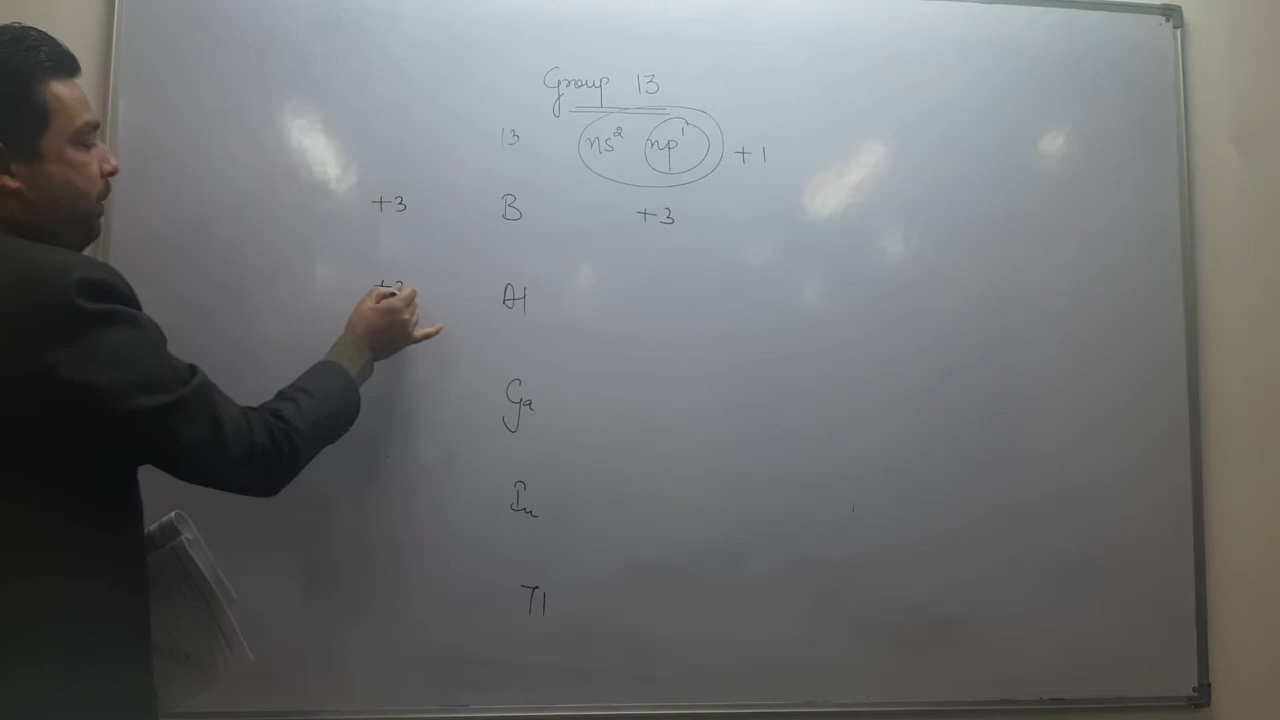 Group 13
13 ns² np¹ +1
+3 B +3
+3 Al
Ga
In
Tl